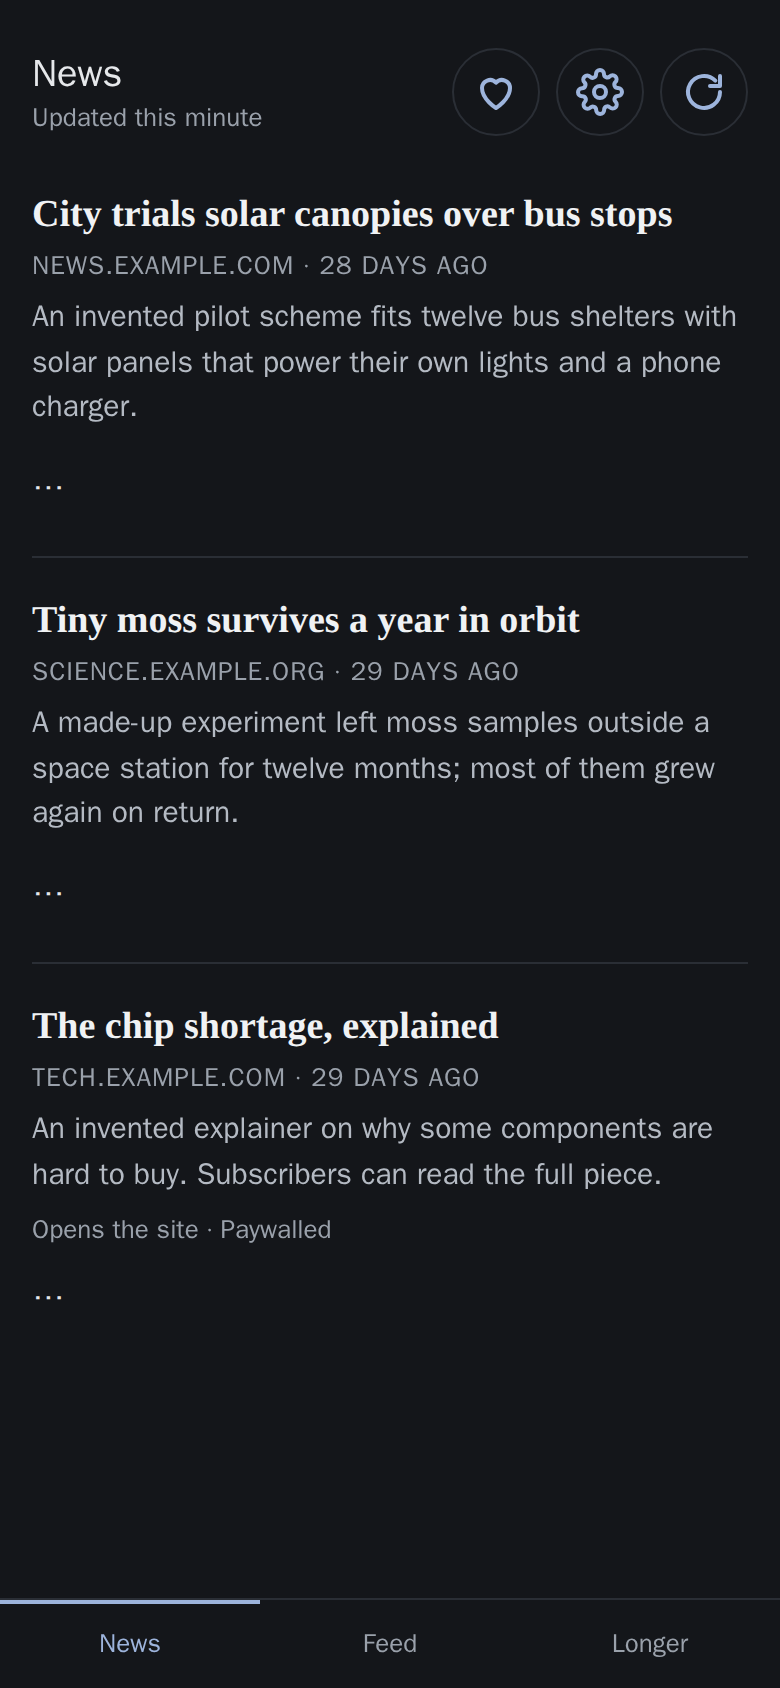 News
Updated this minute
City trials solar canopies over bus stops
NEWS.EXAMPLE.COM · 28 DAYS AGO
An invented pilot scheme fits twelve bus shelters with
solar panels that power their own lights and a phone
charger.
...
Tiny moss survives a year in orbit
SCIENCE.EXAMPLE.ORG · 29 DAYS AGO
A made-up experiment left moss samples outside a
space station for twelve months; most of them grew
again on return.
...
The chip shortage, explained
TECH.EXAMPLE.COM · 29 DAYS AGO
An invented explainer on why some components are
hard to buy. Subscribers can read the full piece.
Opens the site · Paywalled
...
News Feed Longer